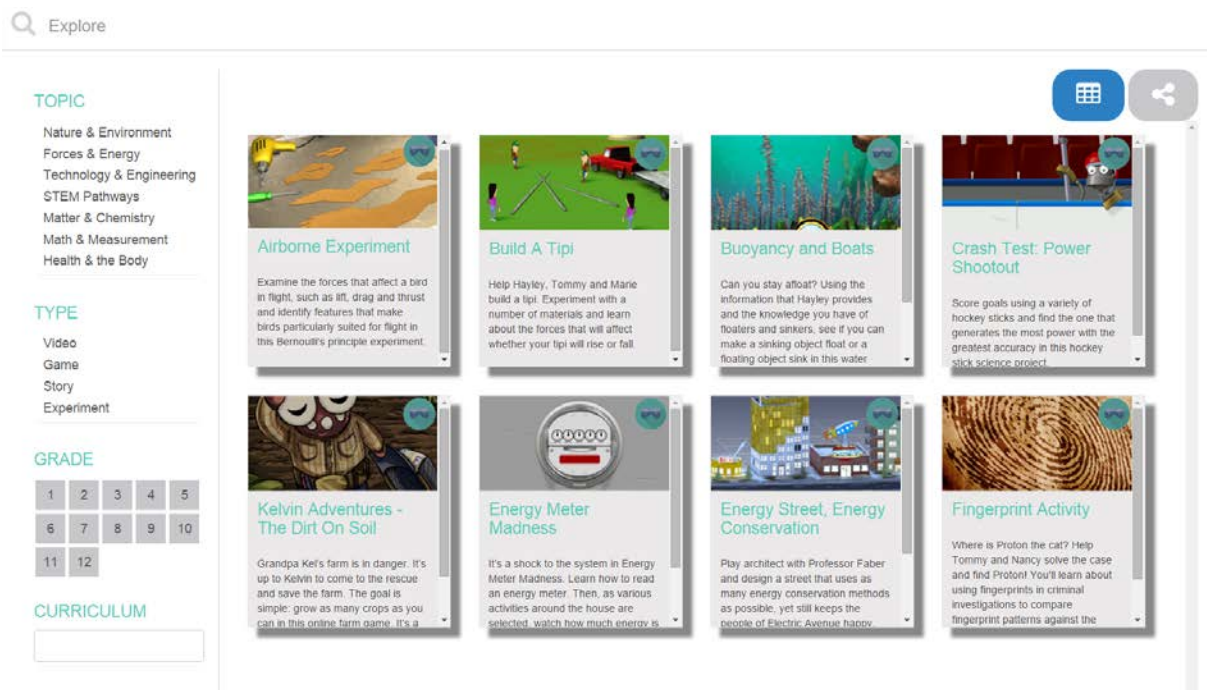 Explore
TOPIC
Nature & Environment
Forces & Energy
Technology & Engineering
STEM Pathways
Matter & Chemistry
Math & Measurement
Health & the Body
TYPE
Video
Game
Story
Experiment
GRADE
1 2 3 4 5
6 7 8 9 10
11 12
CURRICULUM
Airborne Experiment
Examine the forces that affect a bird
in flight, such as lift, drag and thrust
and identify features that make
birds particularly suited for flight in
this Bernoulli's principle experiment.
Build A Tipi
Help Hayley, Tommy and Marie
build a tipi. Experiment with a
number of materials and learn
about the forces that will affect
whether your tipi will rise or fall.
Buoyancy and Boats
Can you stay afloat? Using the
information that Hayley provides
and the knowledge you have of
floaters and sinkers, see if you can
make a sinking object float or a
floating object sink in this water
Crash Test: Power
Shootout
Score goals using a variety of
hockey sticks and find the one that
generates the most power with the
greatest accuracy in this hockey
stick science project.
Kelvin Adventures -
The Dirt On Soil
Grandpa Kel's farm is in danger. It's
up to Kelvin to come to the rescue
and save the farm. The goal is
simple: grow as many crops as you
can in this online farm game. It's a
Energy Meter
Madness
It's a shock to the system in Energy
Meter Madness. Learn how to read
an energy meter. Then, as various
activities around the house are
selected, watch how much energy is
Energy Street, Energy
Conservation
Play architect with Professor Faber
and design a street that uses as
many energy conservation methods
as possible, yet still keeps the
people of Electric Avenue happy.
Fingerprint Activity
Where is Proton the cat? Help
Tommy and Nancy solve the case
and find Proton! You'll learn about
using fingerprints in criminal
investigations to compare
fingerprint patterns against the